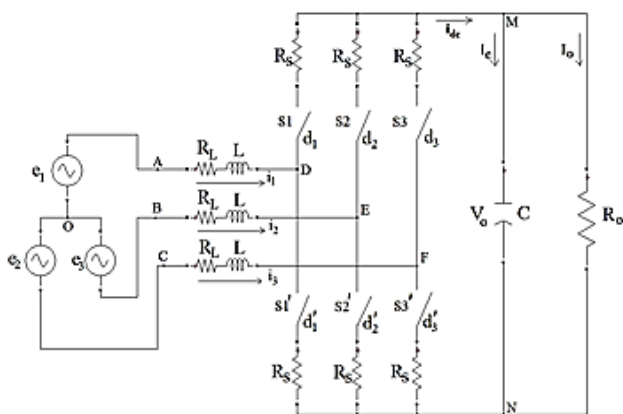 M
i_dc
R_S R_S R_S
I_c I_o
S1 S2 S3
d_1 d_2 d_3
A R_L L D
e_1 i_1
B R_L L E
O i_2
V_o C R_o
e_2 e_3
C R_L L F
i_3
S1' S2' S3'
d_1' d_2' d_3'
R_S R_S R_S
N